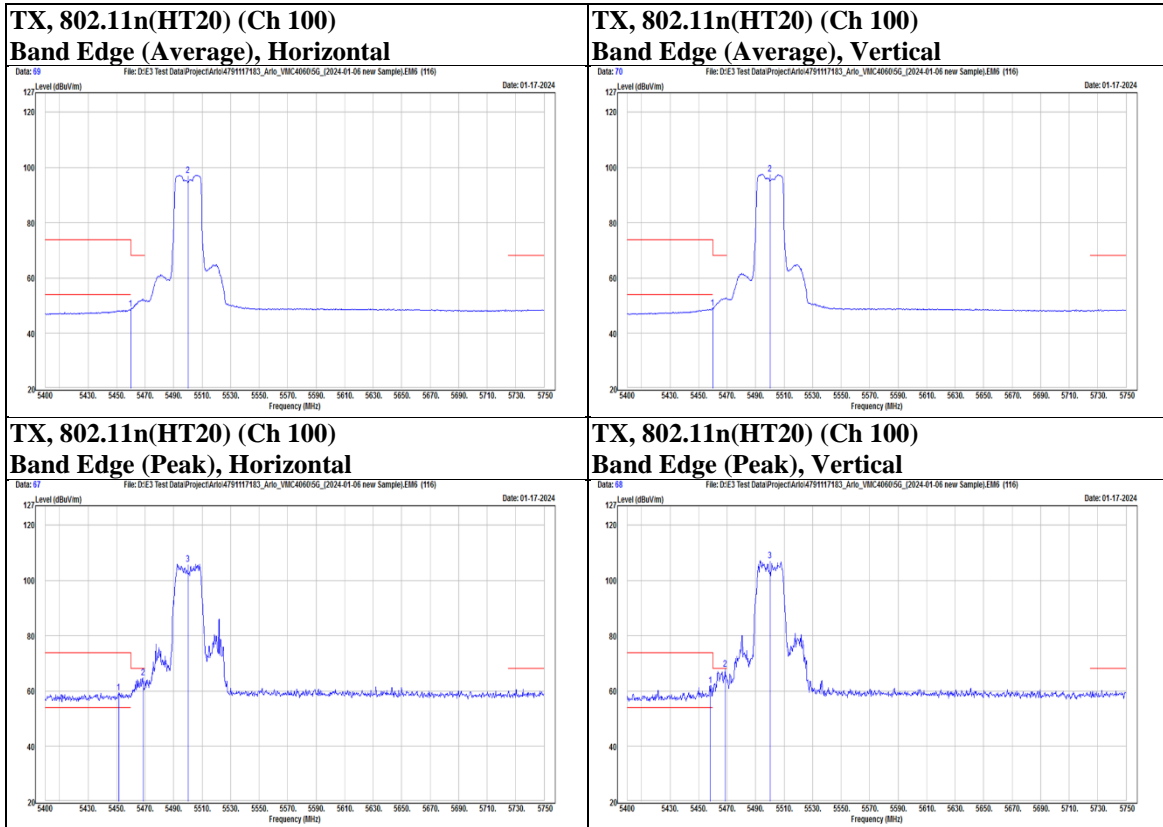 TX, 802.11n(HT20) (Ch 100)
Band Edge (Average), Horizontal
Data: 69 File: D:\E3 Test Data\Project\Arlo\4791117183_Arlo_VMC4060\5G_(2024-01-06 new Sample).EM6 (116)
127 Level (dBuV/m) Date: 01-17-2024
120
100
2
80
60
1
40
20
5400 5430. 5450. 5470. 5490. 5510. 5530. 5550. 5570. 5590. 5610. 5630. 5650. 5670. 5690. 5710. 5730. 5750
Frequency (MHz)
TX, 802.11n(HT20) (Ch 100)
Band Edge (Average), Vertical
Data: 70 File: D:\E3 Test Data\Project\Arlo\4791117183_Arlo_VMC4060\5G_(2024-01-06 new Sample).EM6 (116)
127 Level (dBuV/m) Date: 01-17-2024
120
100
2
80
60
1
40
20
5400 5430. 5450. 5470. 5490. 5510. 5530. 5550. 5570. 5590. 5610. 5630. 5650. 5670. 5690. 5710. 5730. 5750
Frequency (MHz)
TX, 802.11n(HT20) (Ch 100)
Band Edge (Peak), Horizontal
Data: 67 File: D:\E3 Test Data\Project\Arlo\4791117183_Arlo_VMC4060\5G_(2024-01-06 new Sample).EM6 (116)
127 Level (dBuV/m) Date: 01-17-2024
120
3
100
80
2
1
60
40
20
5400 5430. 5450. 5470. 5490. 5510. 5530. 5550. 5570. 5590. 5610. 5630. 5650. 5670. 5690. 5710. 5730. 5750
Frequency (MHz)
TX, 802.11n(HT20) (Ch 100)
Band Edge (Peak), Vertical
Data: 68 File: D:\E3 Test Data\Project\Arlo\4791117183_Arlo_VMC4060\5G_(2024-01-06 new Sample).EM6 (116)
127 Level (dBuV/m) Date: 01-17-2024
120
3
100
80
2
1
60
40
20
5400 5430. 5450. 5470. 5490. 5510. 5530. 5550. 5570. 5590. 5610. 5630. 5650. 5670. 5690. 5710. 5730. 5750
Frequency (MHz)